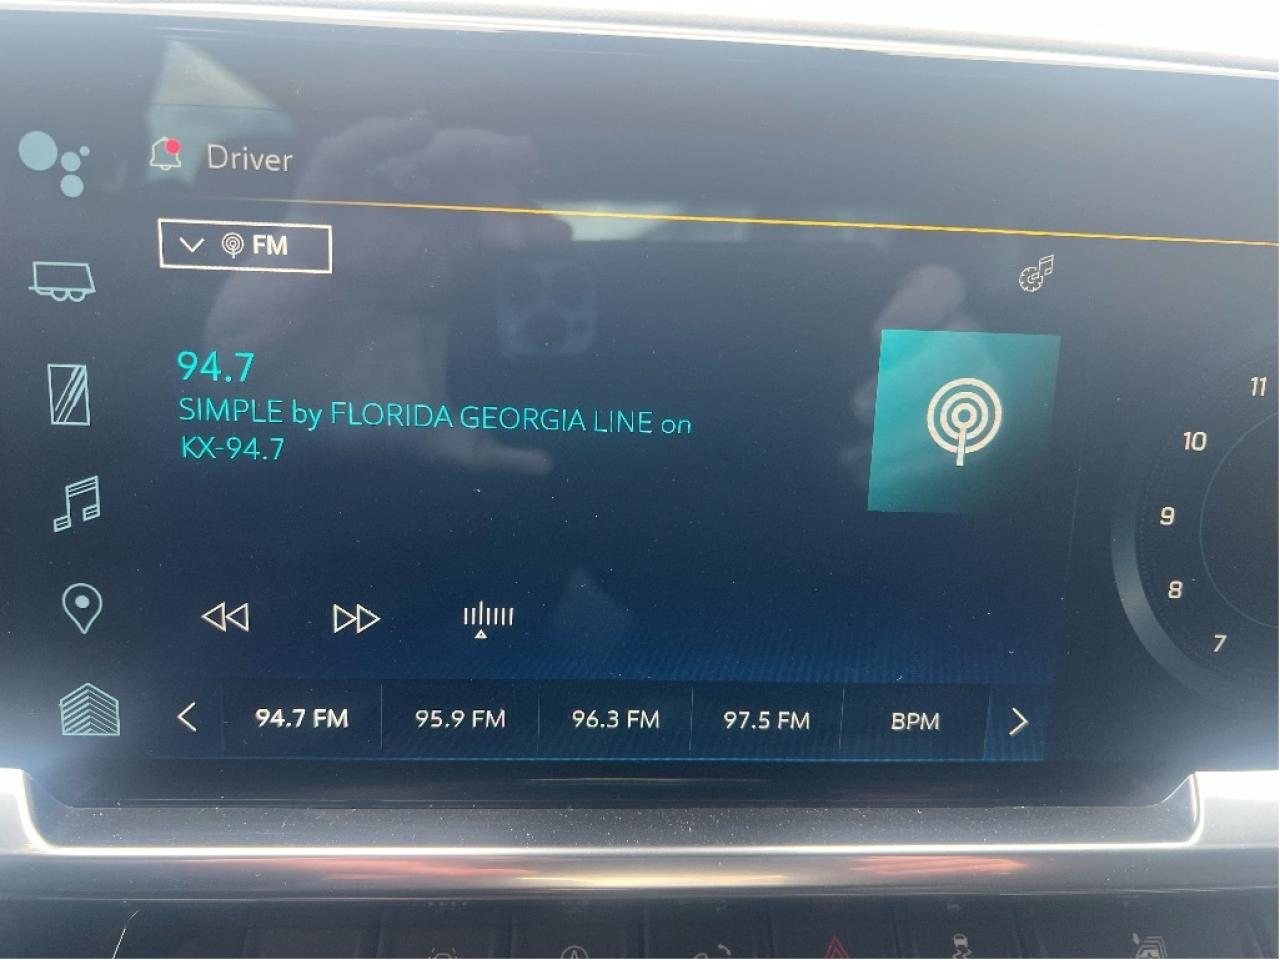 Driver
FM
94.7
SIMPLE by FLORIDA GEORGIA LINE on
KX-94.7
11
10
9
8
7
94.7 FM 95.9 FM 96.3 FM 97.5 FM BPM